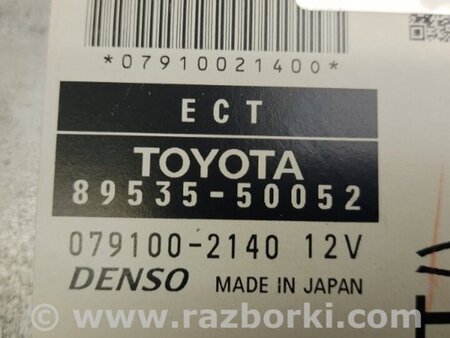 *07910021400*
ECT
TOYOTA
89535-50052
079100-2140 12V
DENSO MADE IN JAPAN
www.razborki.com